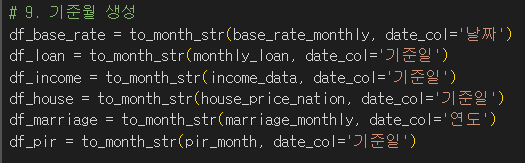 # 9. 기준월 생성
df_base_rate = to_month_str(base_rate_monthly, date_col='날짜')
df_loan = to_month_str(monthly_loan, date_col='기준일')
df_income = to_month_str(income_data, date_col='기준일')
df_house = to_month_str(house_price_nation, date_col='기준일')
df_marriage = to_month_str(marriage_monthly, date_col='연도')
df_pir = to_month_str(pir_month, date_col='기준일')